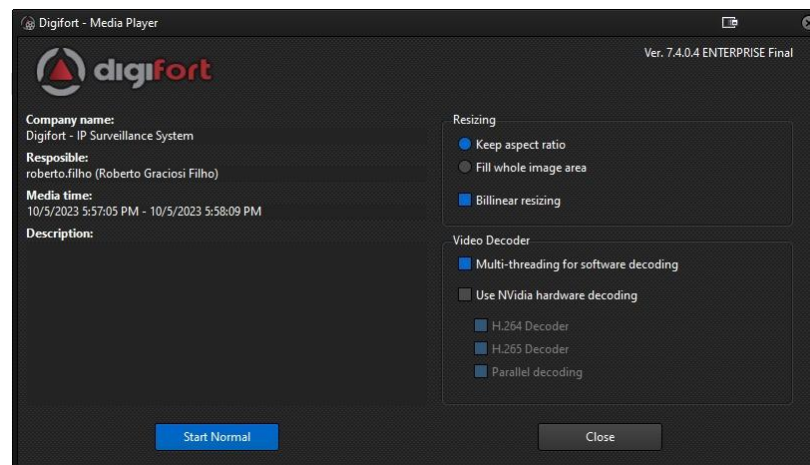 Digifort - Media Player
digifort
Ver. 7.4.0.4 ENTERPRISE Final
Company name:
Digifort - IP Surveillance System
Resposible:
roberto.filho (Roberto Graciosi Filho)
Media time:
10/5/2023 5:57:05 PM - 10/5/2023 5:58:09 PM
Description:
Resizing
Keep aspect ratio
Fill whole image area
Billinear resizing
Video Decoder
Multi-threading for software decoding
Use NVidia hardware decoding
H.264 Decoder
H.265 Decoder
Parallel decoding
Start Normal
Close